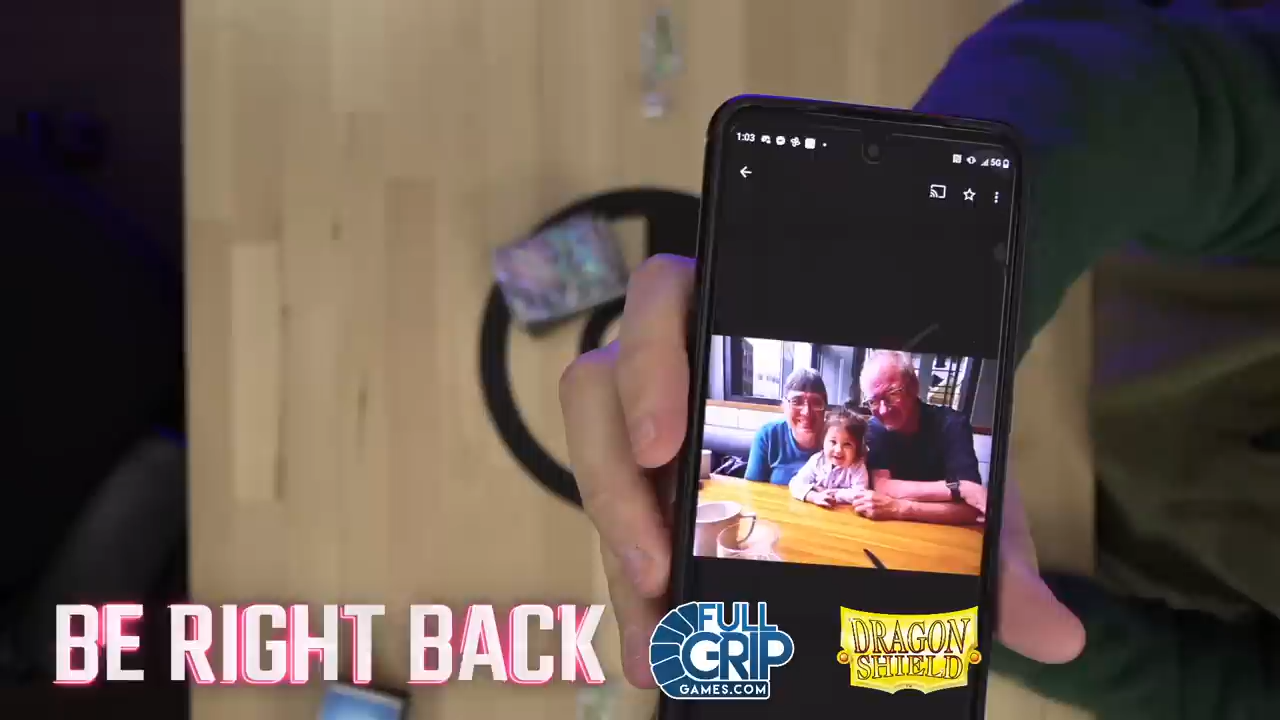 1:03
5G
BE RIGHT BACK
FULL
GRIP
GAMES.COM
DRAGON
SHIELD